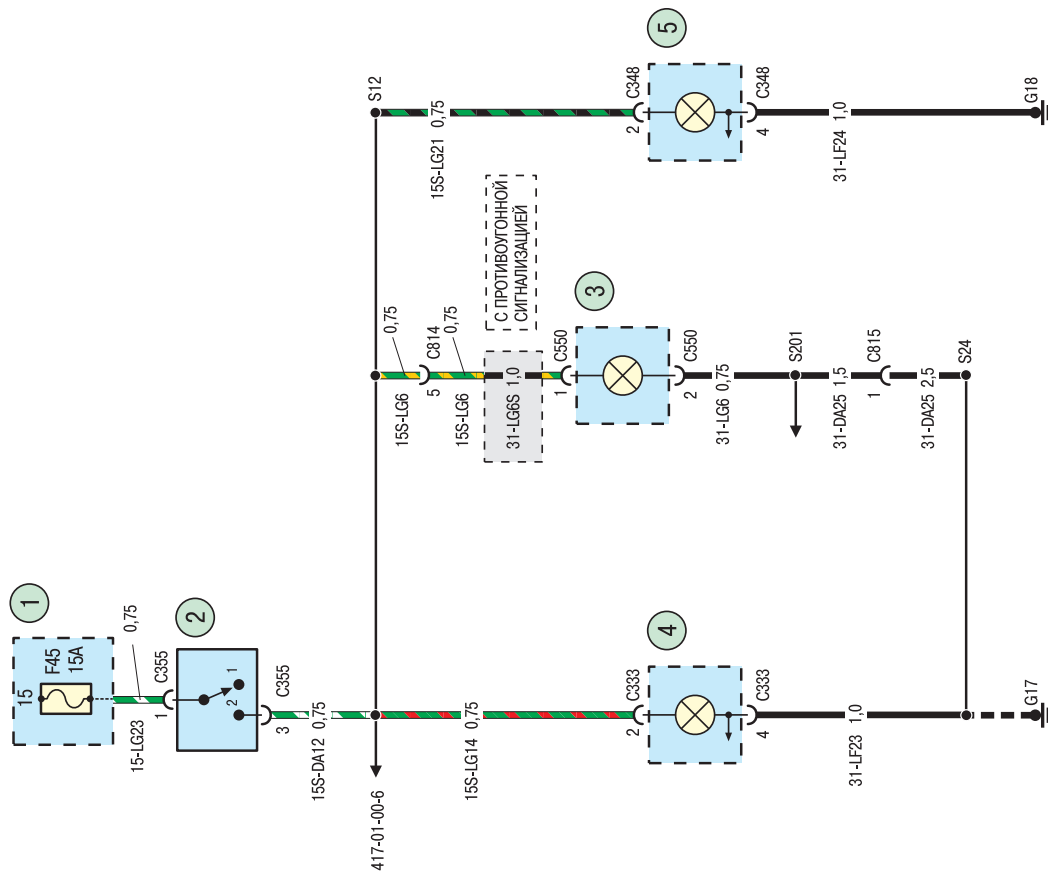 1
15
F45
15A
0,75
15-LG23
C355
1
2
1
2
3
C355
15S-DA12
0,75
417-01-00-6
S12
15S-LG14
0,75
0,75
15S-LG6
C814
5
0,75
15S-LG6
31-LG6S 1,0
С ПРОТИВОУГОННОЙ
СИГНАЛИЗАЦИЕЙ
15S-LG21
0,75
C550
1
3
C550
2
31-LG6
0,75
S201
31-DA25
1,5
C815
1
31-DA25
2,5
S24
C333
2
4
C333
4
31-LF23
1,0
G17
C348
2
5
C348
4
31-LF24
1,0
G18